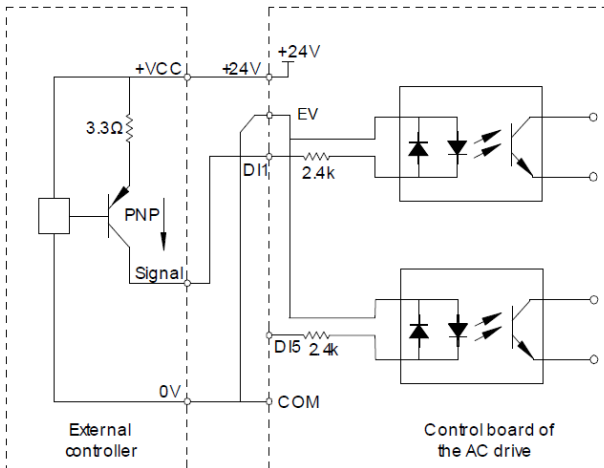 +24V
+VCC
+24V
EV
3.3Ω
DI1
2.4k
PNP
Signal
DI5
2.4k
0V
COM
External
controller
Control board of
the AC drive